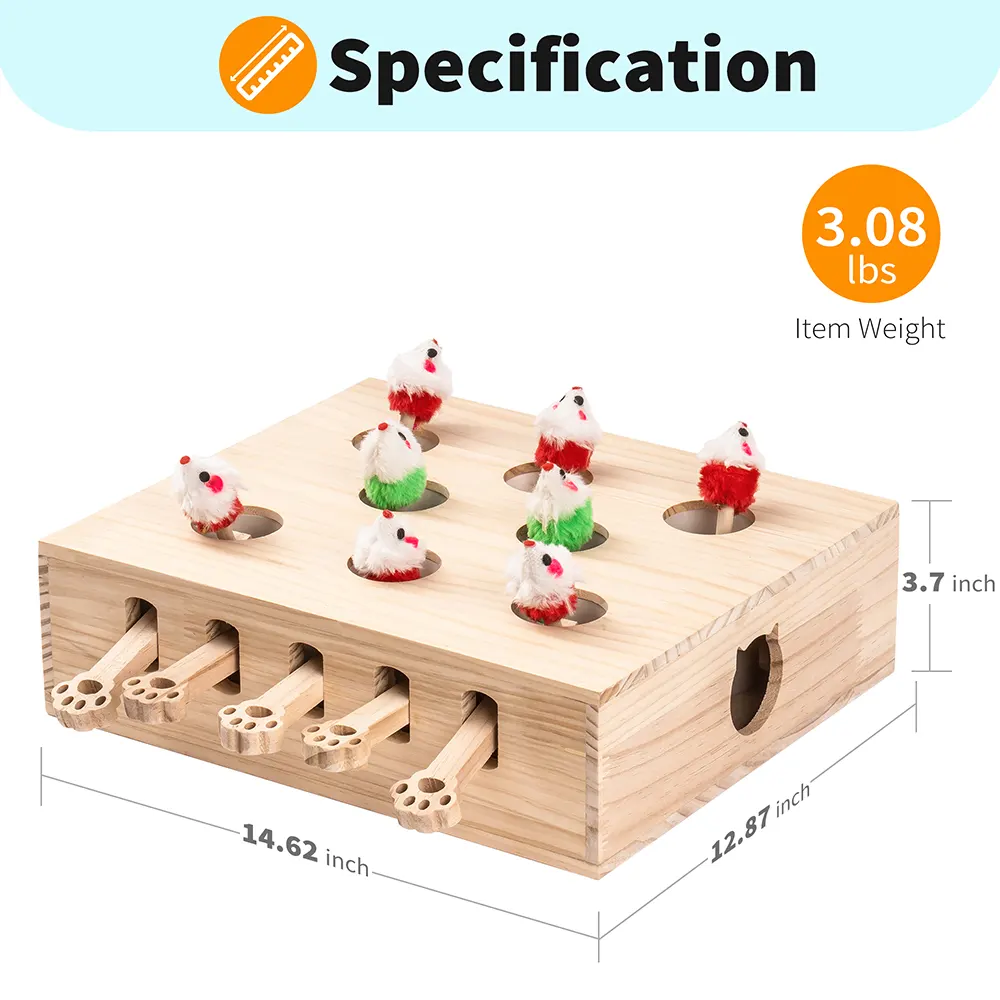 Specification
3.08
lbs
Item Weight
3.7 inch
14.62 inch
12.87 inch